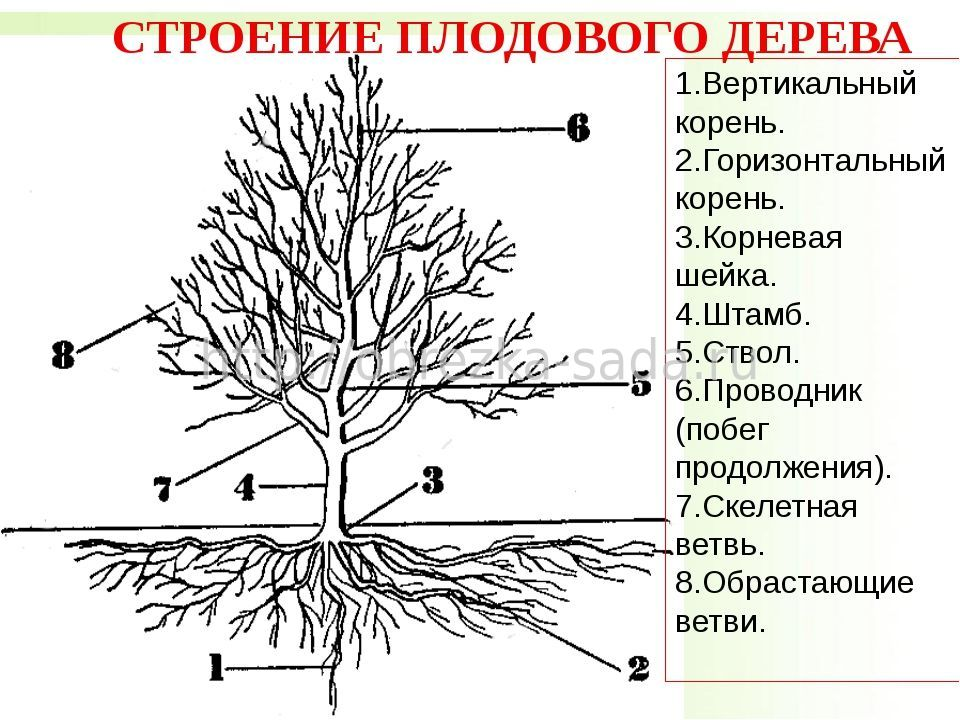 СТРОЕНИЕ ПЛОДОВОГО ДЕРЕВА
1.Вертикальный
корень.
2.Горизонтальный
корень.
3.Корневая
шейка.
4.Штамб.
5.Ствол.
6.Проводник
(побег
продолжения).
7.Скелетная
ветвь.
8.Обрастающие
ветви.
6
8
http://obrezka-sada.ru
5
7
4
3
1
2